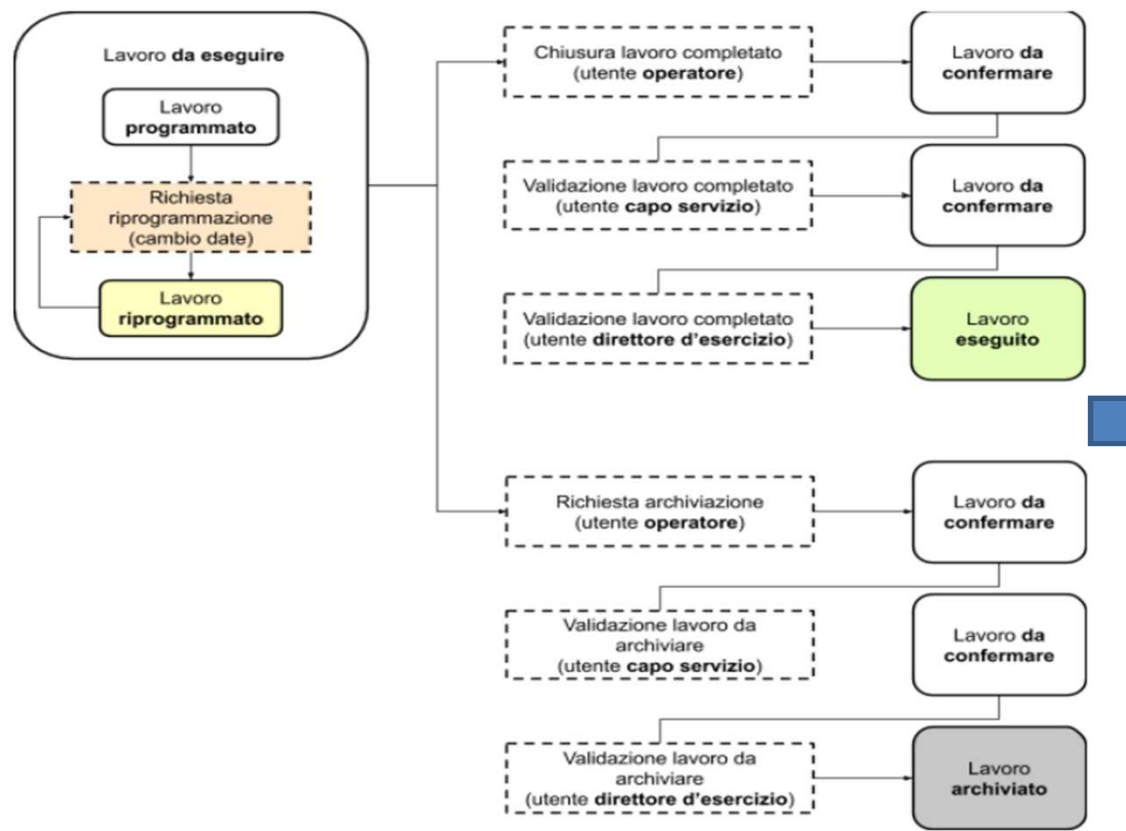 Lavoro da eseguire
Lavoro
programmato
Richiesta
riprogrammazione
(cambio date)
Lavoro
riprogrammato
Chiusura lavoro completato
(utente operatore)
Lavoro da
confermare
Validazione lavoro completato
(utente capo servizio)
Lavoro da
confermare
Validazione lavoro completato
(utente direttore d'esercizio)
Lavoro
eseguito
Richiesta archiviazione
(utente operatore)
Lavoro da
confermare
Validazione lavoro da
archiviare
(utente capo servizio)
Lavoro da
confermare
Validazione lavoro da
archiviare
(utente direttore d'esercizio)
Lavoro
archiviato